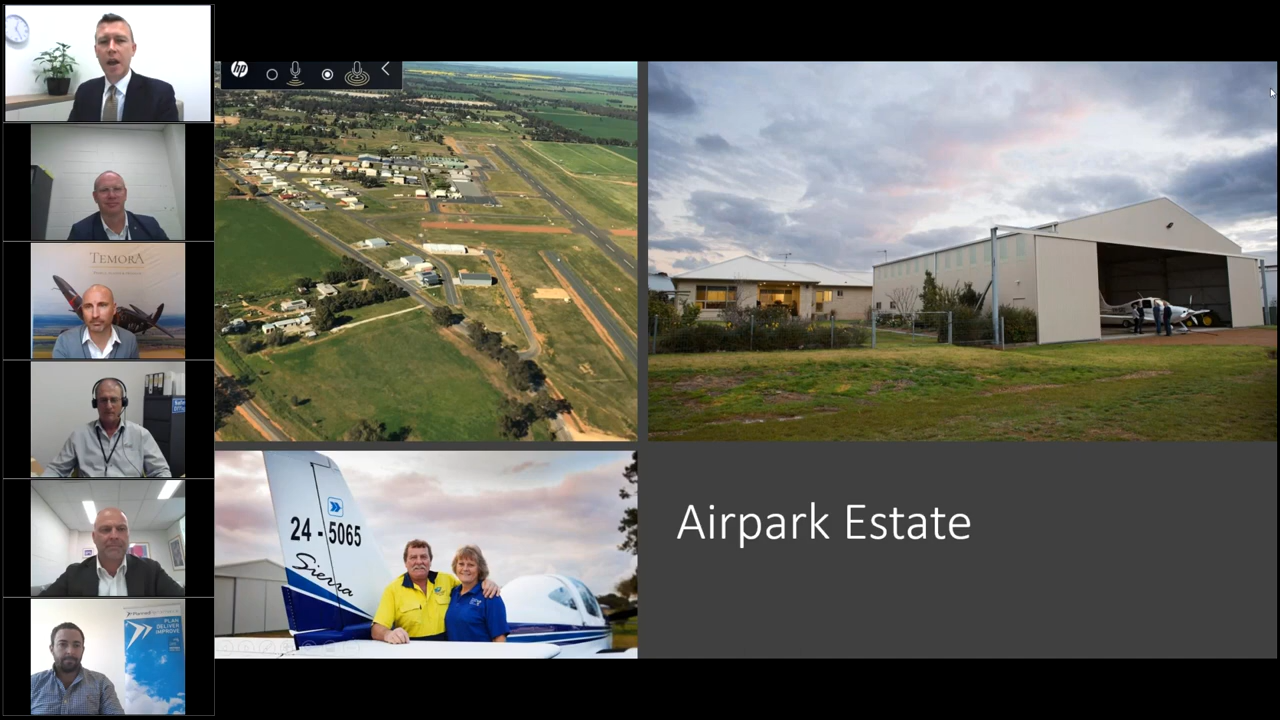 hp
TEMORA
PLAN
DELIVER
IMPROVE
24 - 5065
Sierra
Airpark Estate